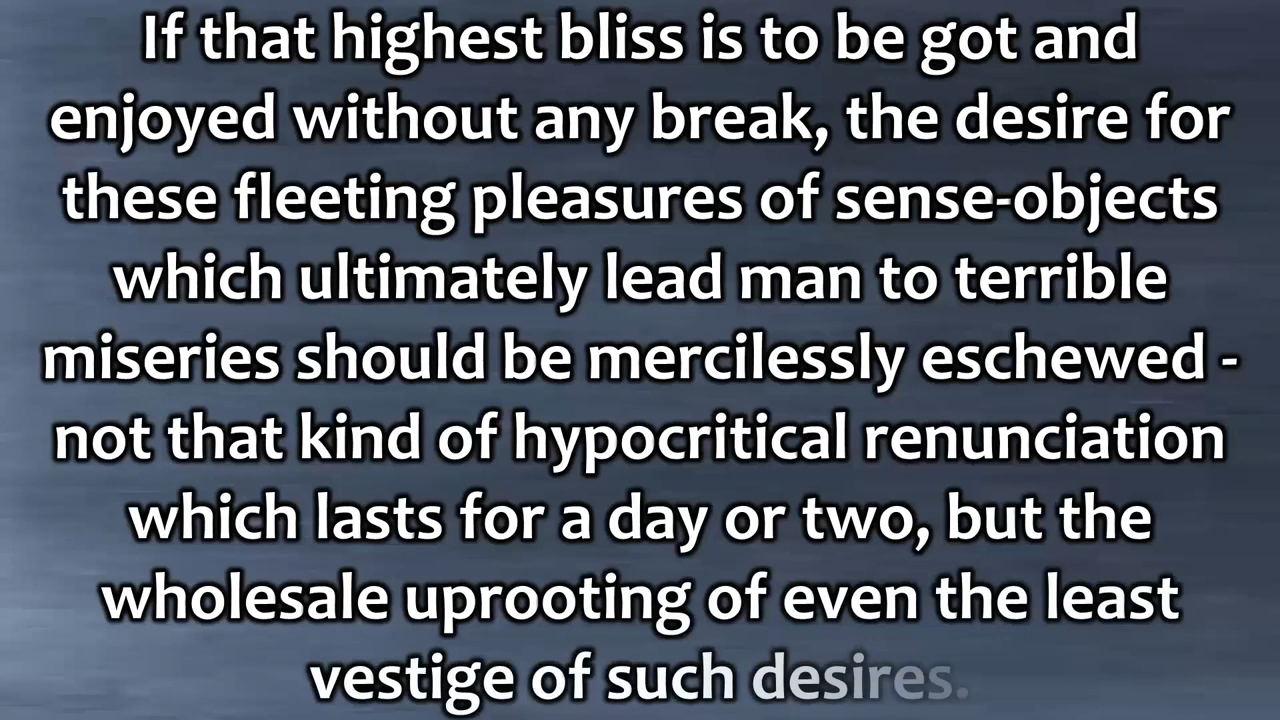 If that highest bliss is to be got and
enjoyed without any break, the desire for
these fleeting pleasures of sense-objects
which ultimately lead man to terrible
miseries should be mercilessly eschewed -
not that kind of hypocritical renunciation
which lasts for a day or two, but the
wholesale uprooting of even the least
vestige of such desires.